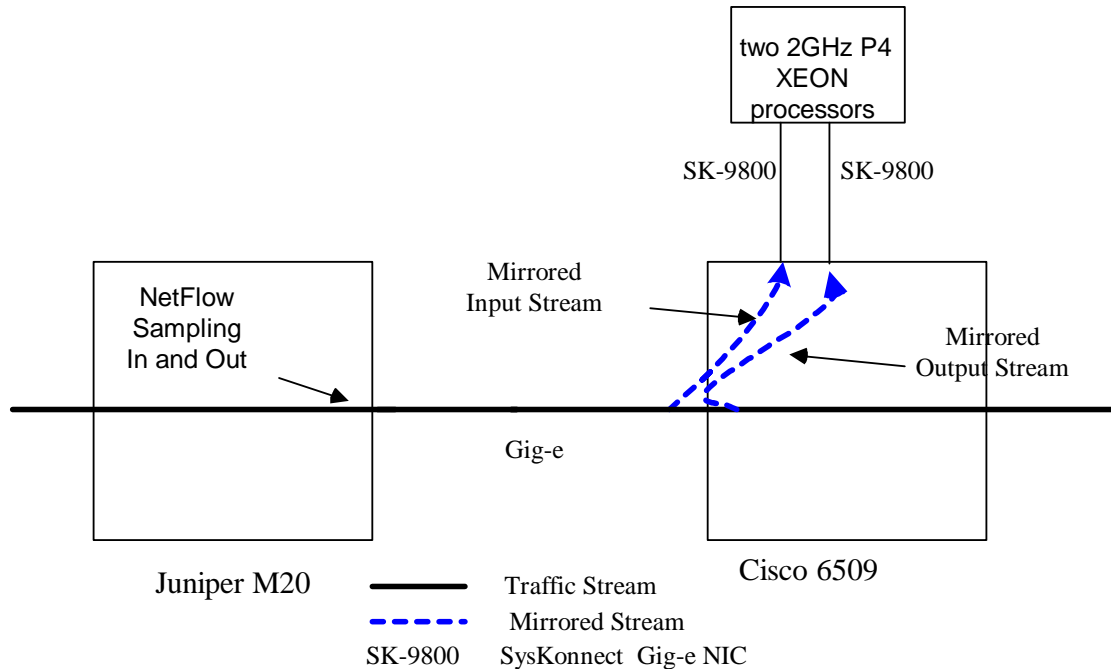 two 2GHz P4
XEON
processors
SK-9800
SK-9800
Mirrored
Input Stream
NetFlow
Sampling
In and Out
Mirrored
Output Stream
Gig-e
Juniper M20
Cisco 6509
Traffic Stream
Mirrored Stream
SK-9800 SysKonnect Gig-e NIC